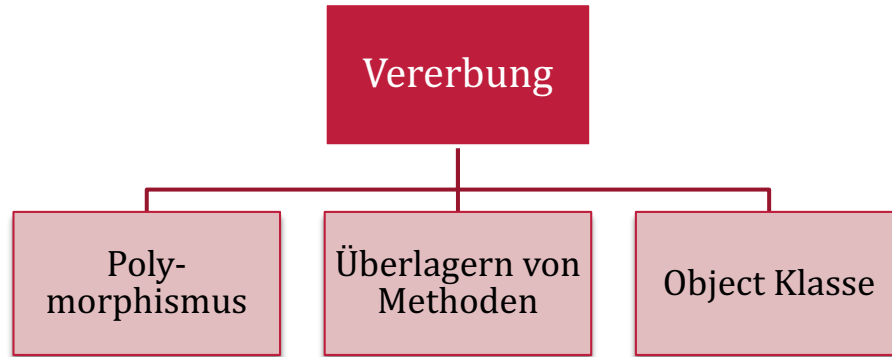 Vererbung
Poly-
morphismus
Überlagern von
Methoden
Object Klasse